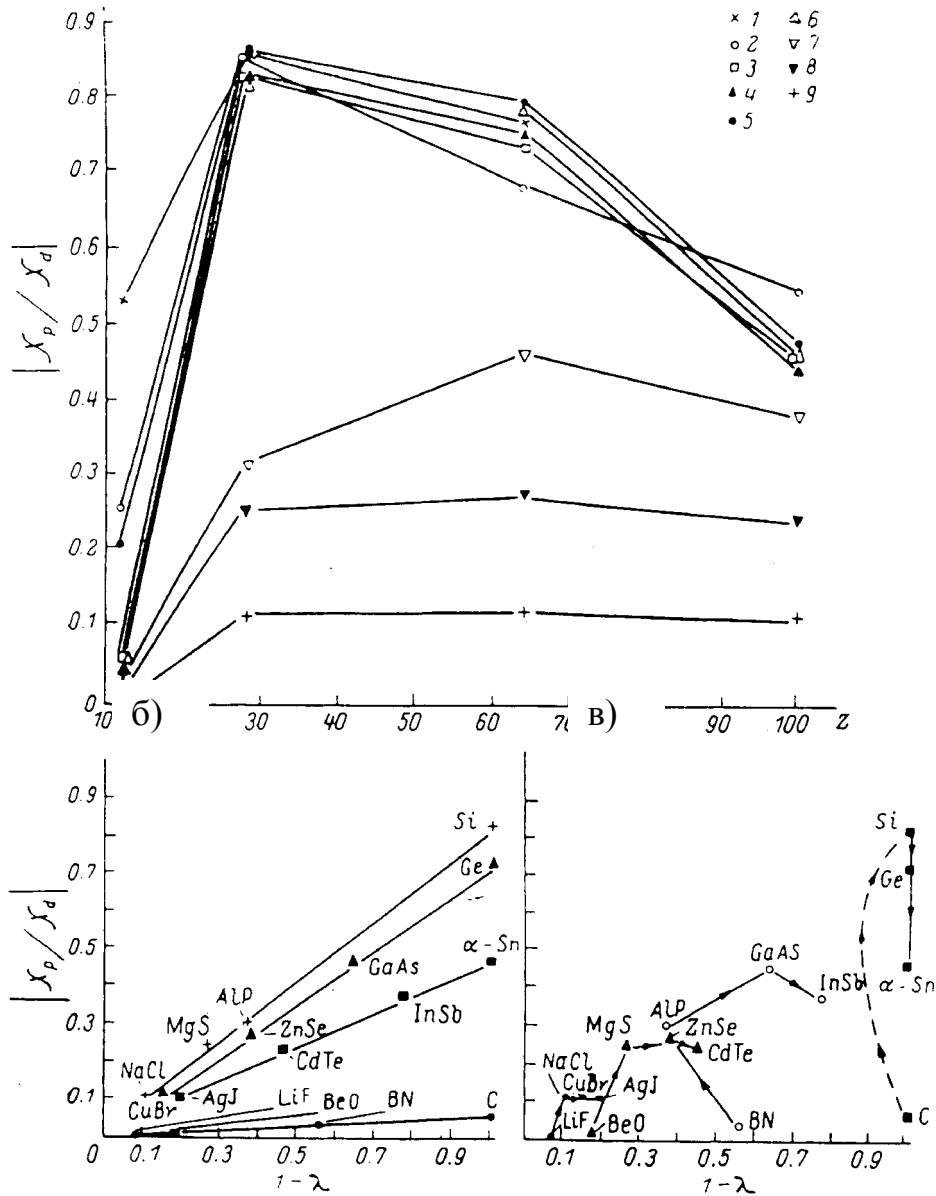 0.9
0.8
0.7
0.6
0.5
0.4
0.3
0.2
0.1
0
|χp / χd|
× 1
○ 2
□ 3
▲ 4
● 5
△ 6
▽ 7
▼ 8
+ 9
10 б) 30 40 50 60 70 в) 90 100 z
0.9
0.7
0.5
0.3
0.1
0
|χp / χd|
Si
Ge
α-Sn
GaAs
InSb
AlP
MgS
ZnSe
CdTe
NaCl
CuBr
AgJ
LiF
BeO
BN
C
0.1 0.3 0.5 0.7 0.9
1-λ
Si
Ge
α-Sn
GaAs
InSb
AlP
MgS
ZnSe
CdTe
NaCl
CuBr
AgJ
LiF
BeO
BN
C
0.1 0.3 0.5 0.7 0.9
1-λ